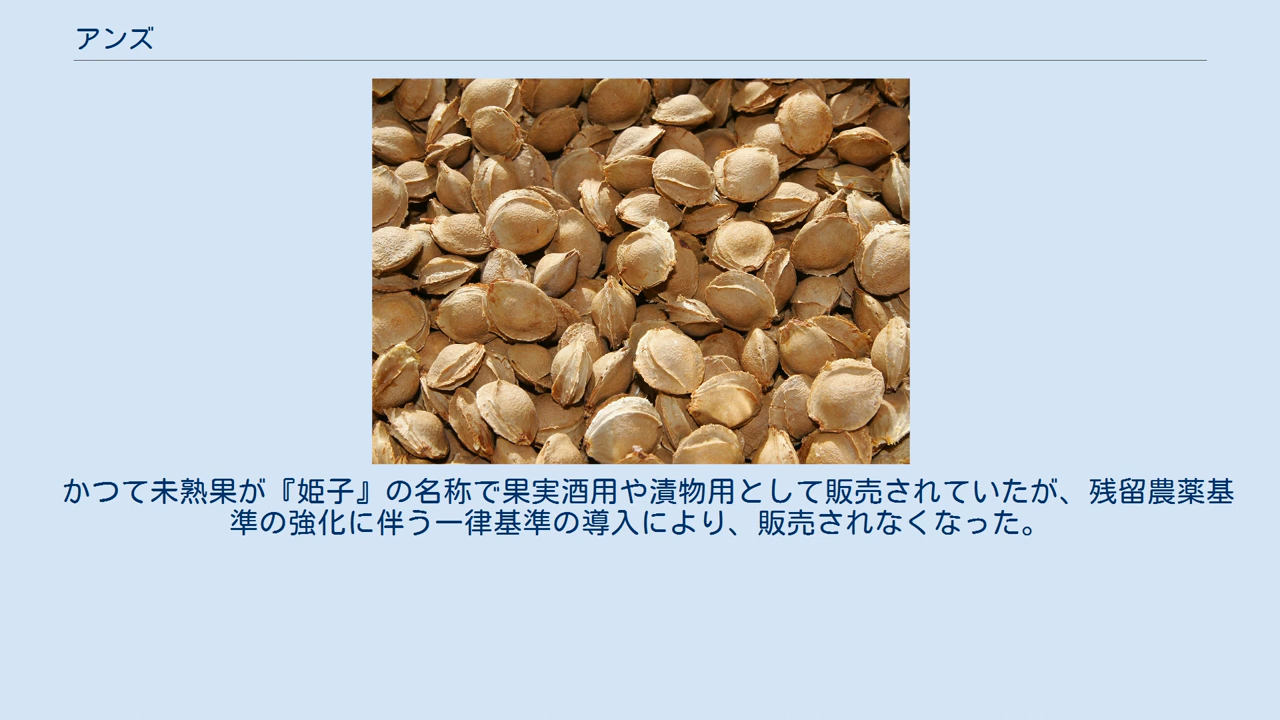 アンズ
かつて未熟果が『姫子』の名称で果実酒用や漬物用として販売されていたが、残留農薬基
準の強化に伴う一律基準の導入により、販売されなくなった。